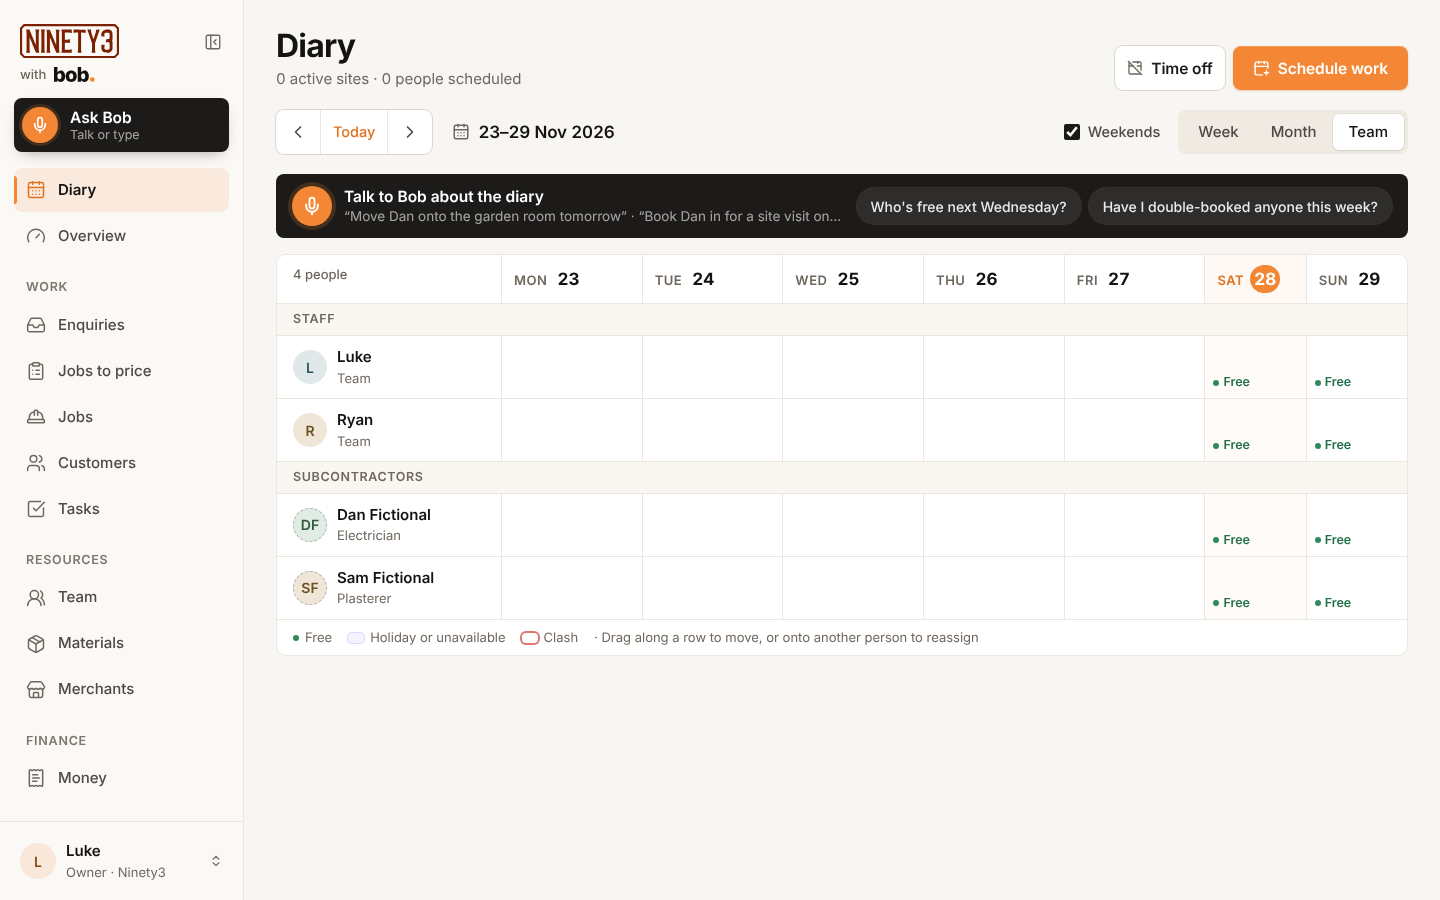 NINETY3
with bob.
Ask Bob
Talk or type
Diary
Overview
WORK
Enquiries
Jobs to price
Jobs
Customers
Tasks
RESOURCES
Team
Materials
Merchants
FINANCE
Money
L
Luke
Owner · Ninety3
Diary
0 active sites · 0 people scheduled
Time off
Schedule work
Today
23–29 Nov 2026
Weekends
Week
Month
Team
Talk to Bob about the diary
“Move Dan onto the garden room tomorrow” · “Book Dan in for a site visit on...
Who's free next Wednesday?
Have I double-booked anyone this week?
4 people
MON 23
TUE 24
WED 25
THU 26
FRI 27
SAT 28
SUN 29
STAFF
L
Luke
Team
Free
Free
R
Ryan
Team
Free
Free
SUBCONTRACTORS
DF
Dan Fictional
Electrician
Free
Free
SF
Sam Fictional
Plasterer
Free
Free
Free
Holiday or unavailable
Clash
· Drag along a row to move, or onto another person to reassign